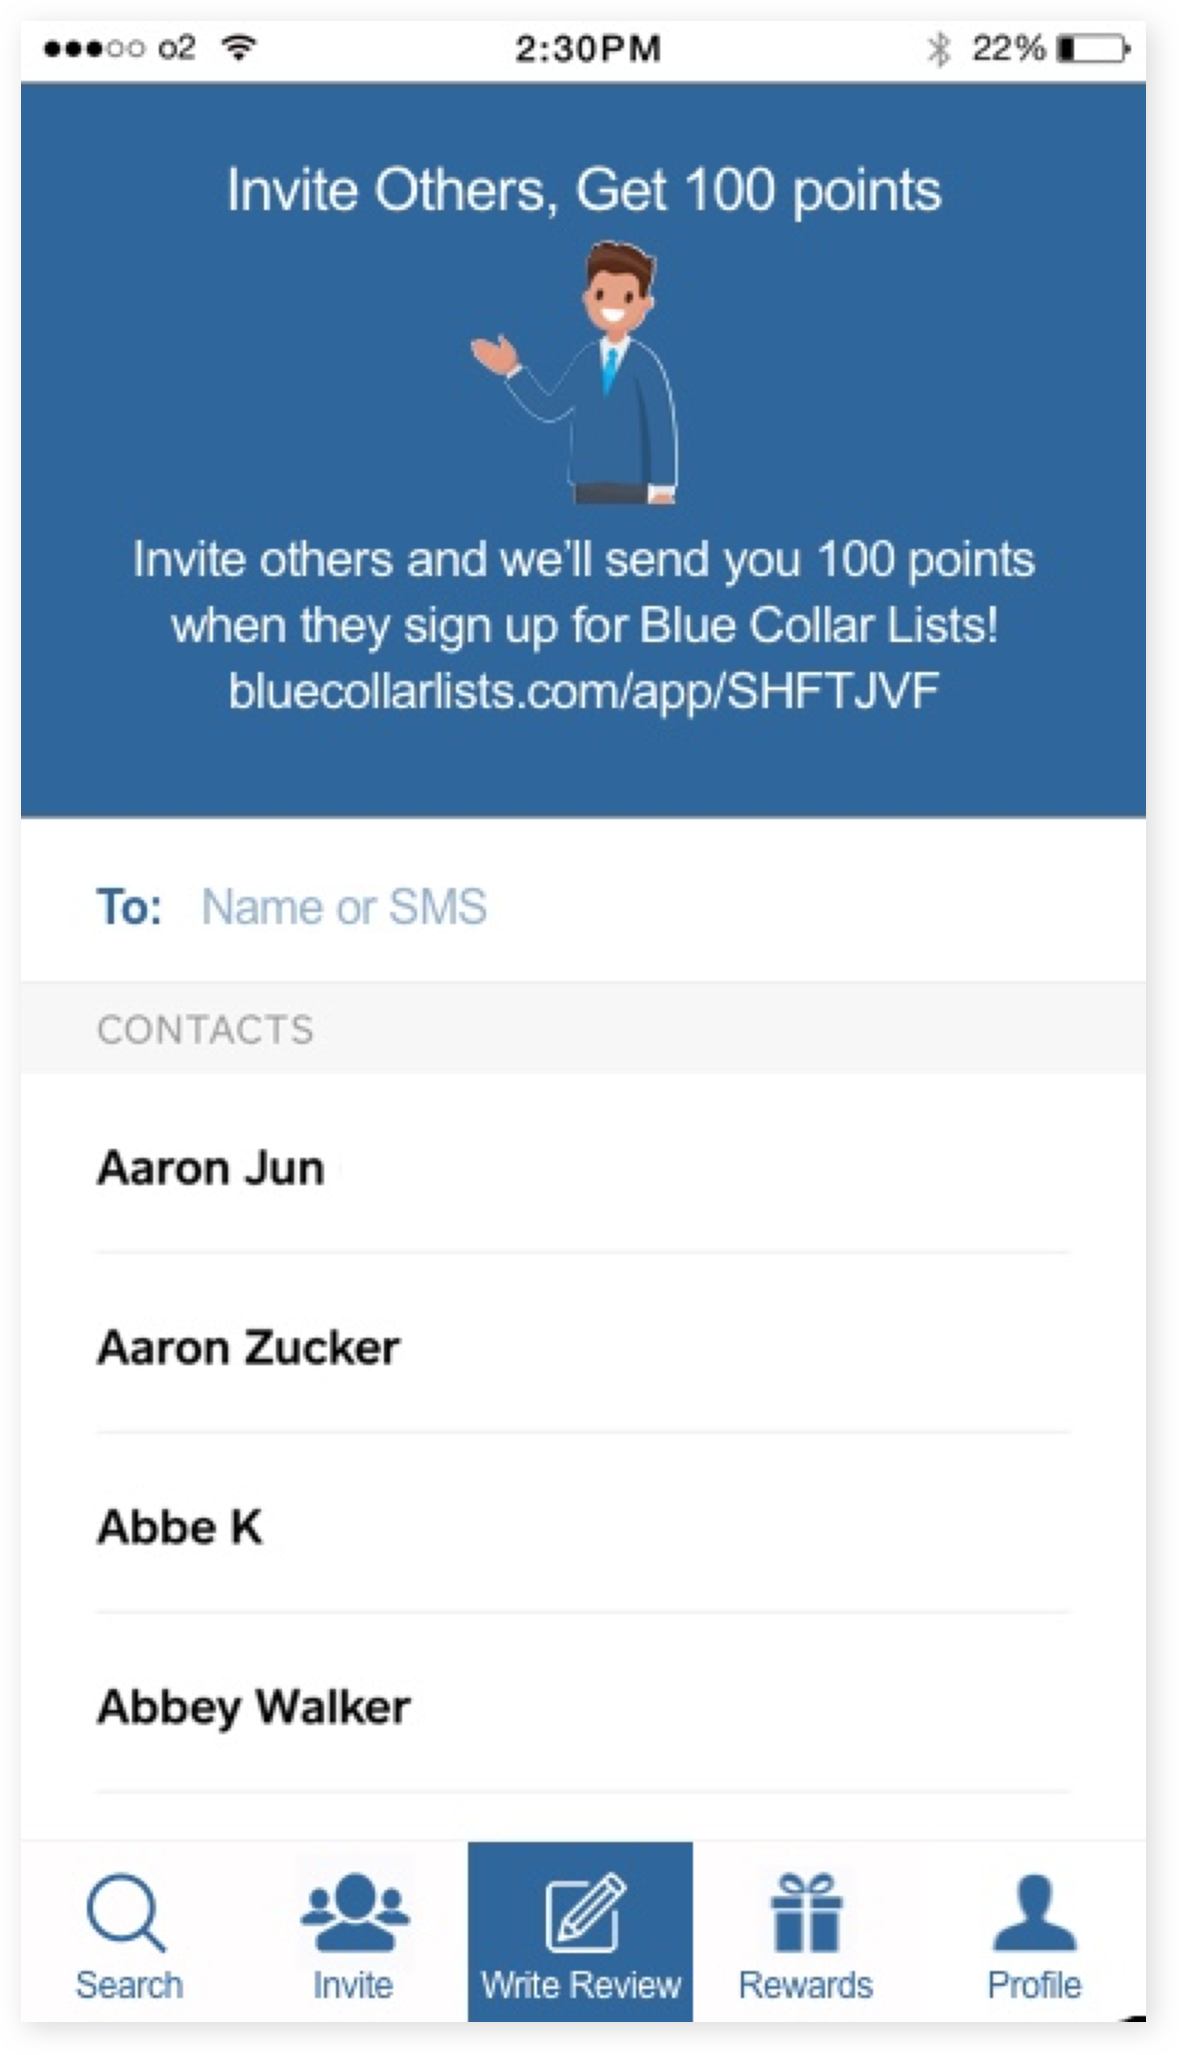 o2 2:30PM 22%
Invite Others, Get 100 points
Invite others and we'll send you 100 points
when they sign up for Blue Collar Lists!
bluecollarlists.com/app/SHFTJVF
To: Name or SMS
CONTACTS
Aaron Jun
Aaron Zucker
Abbe K
Abbey Walker
Search Invite Write Review Rewards Profile